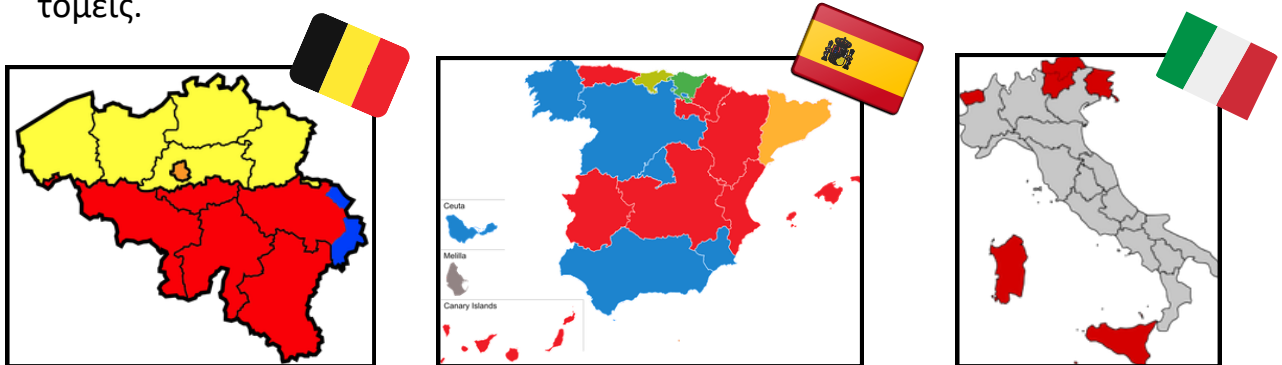 τομείς.
Ceuta
Melilla
Canary Islands